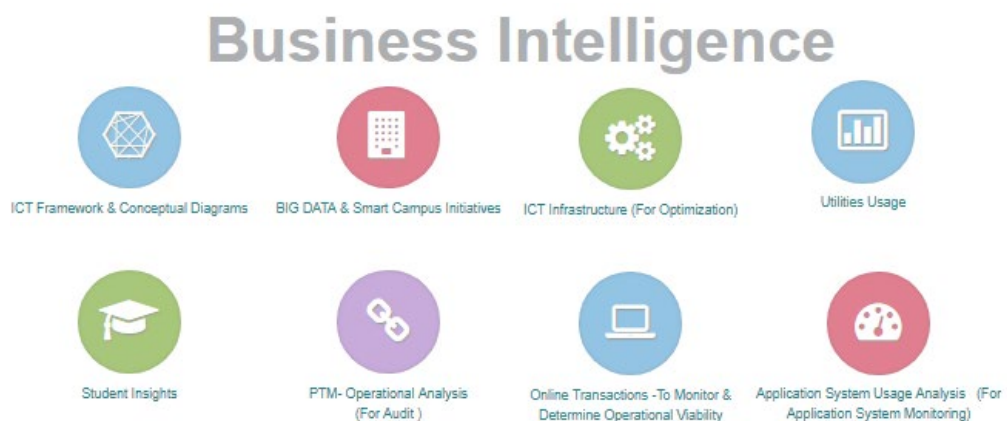 Business Intelligence
ICT Framework & Conceptual Diagrams
BIG DATA & Smart Campus Initiatives
ICT Infrastructure (For Optimization)
Utilities Usage
Student Insights
PTM- Operational Analysis
(For Audit )
Online Transactions -To Monitor &
Determine Operational Viability
Application System Usage Analysis (For
Application System Monitoring)